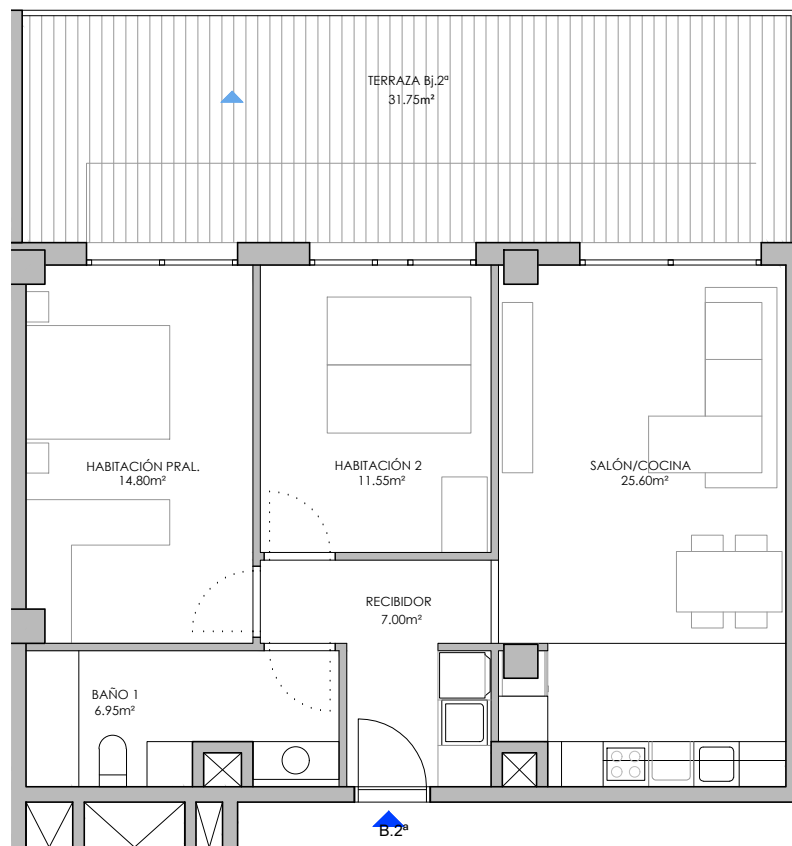 TERRAZA Bj.2ª
31.75m²
HABITACIÓN PRAL.
14.80m²
HABITACIÓN 2
11.55m²
SALÓN/COCINA
25.60m²
RECIBIDOR
7.00m²
BAÑO 1
6.95m²
B.2ª